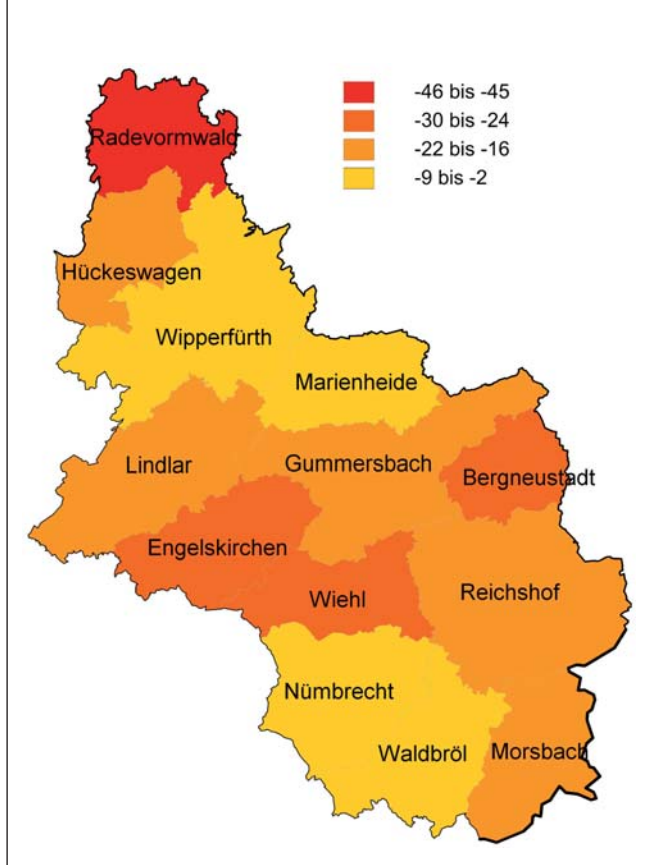 -46 bis -45
-30 bis -24
-22 bis -16
-9 bis -2
Radevormwald
Hückeswagen
Wipperfürth
Marienheide
Lindlar
Gummersbach
Bergneustadt
Engelskirchen
Wiehl
Reichshof
Nümbrecht
Waldbröl
Morsbach